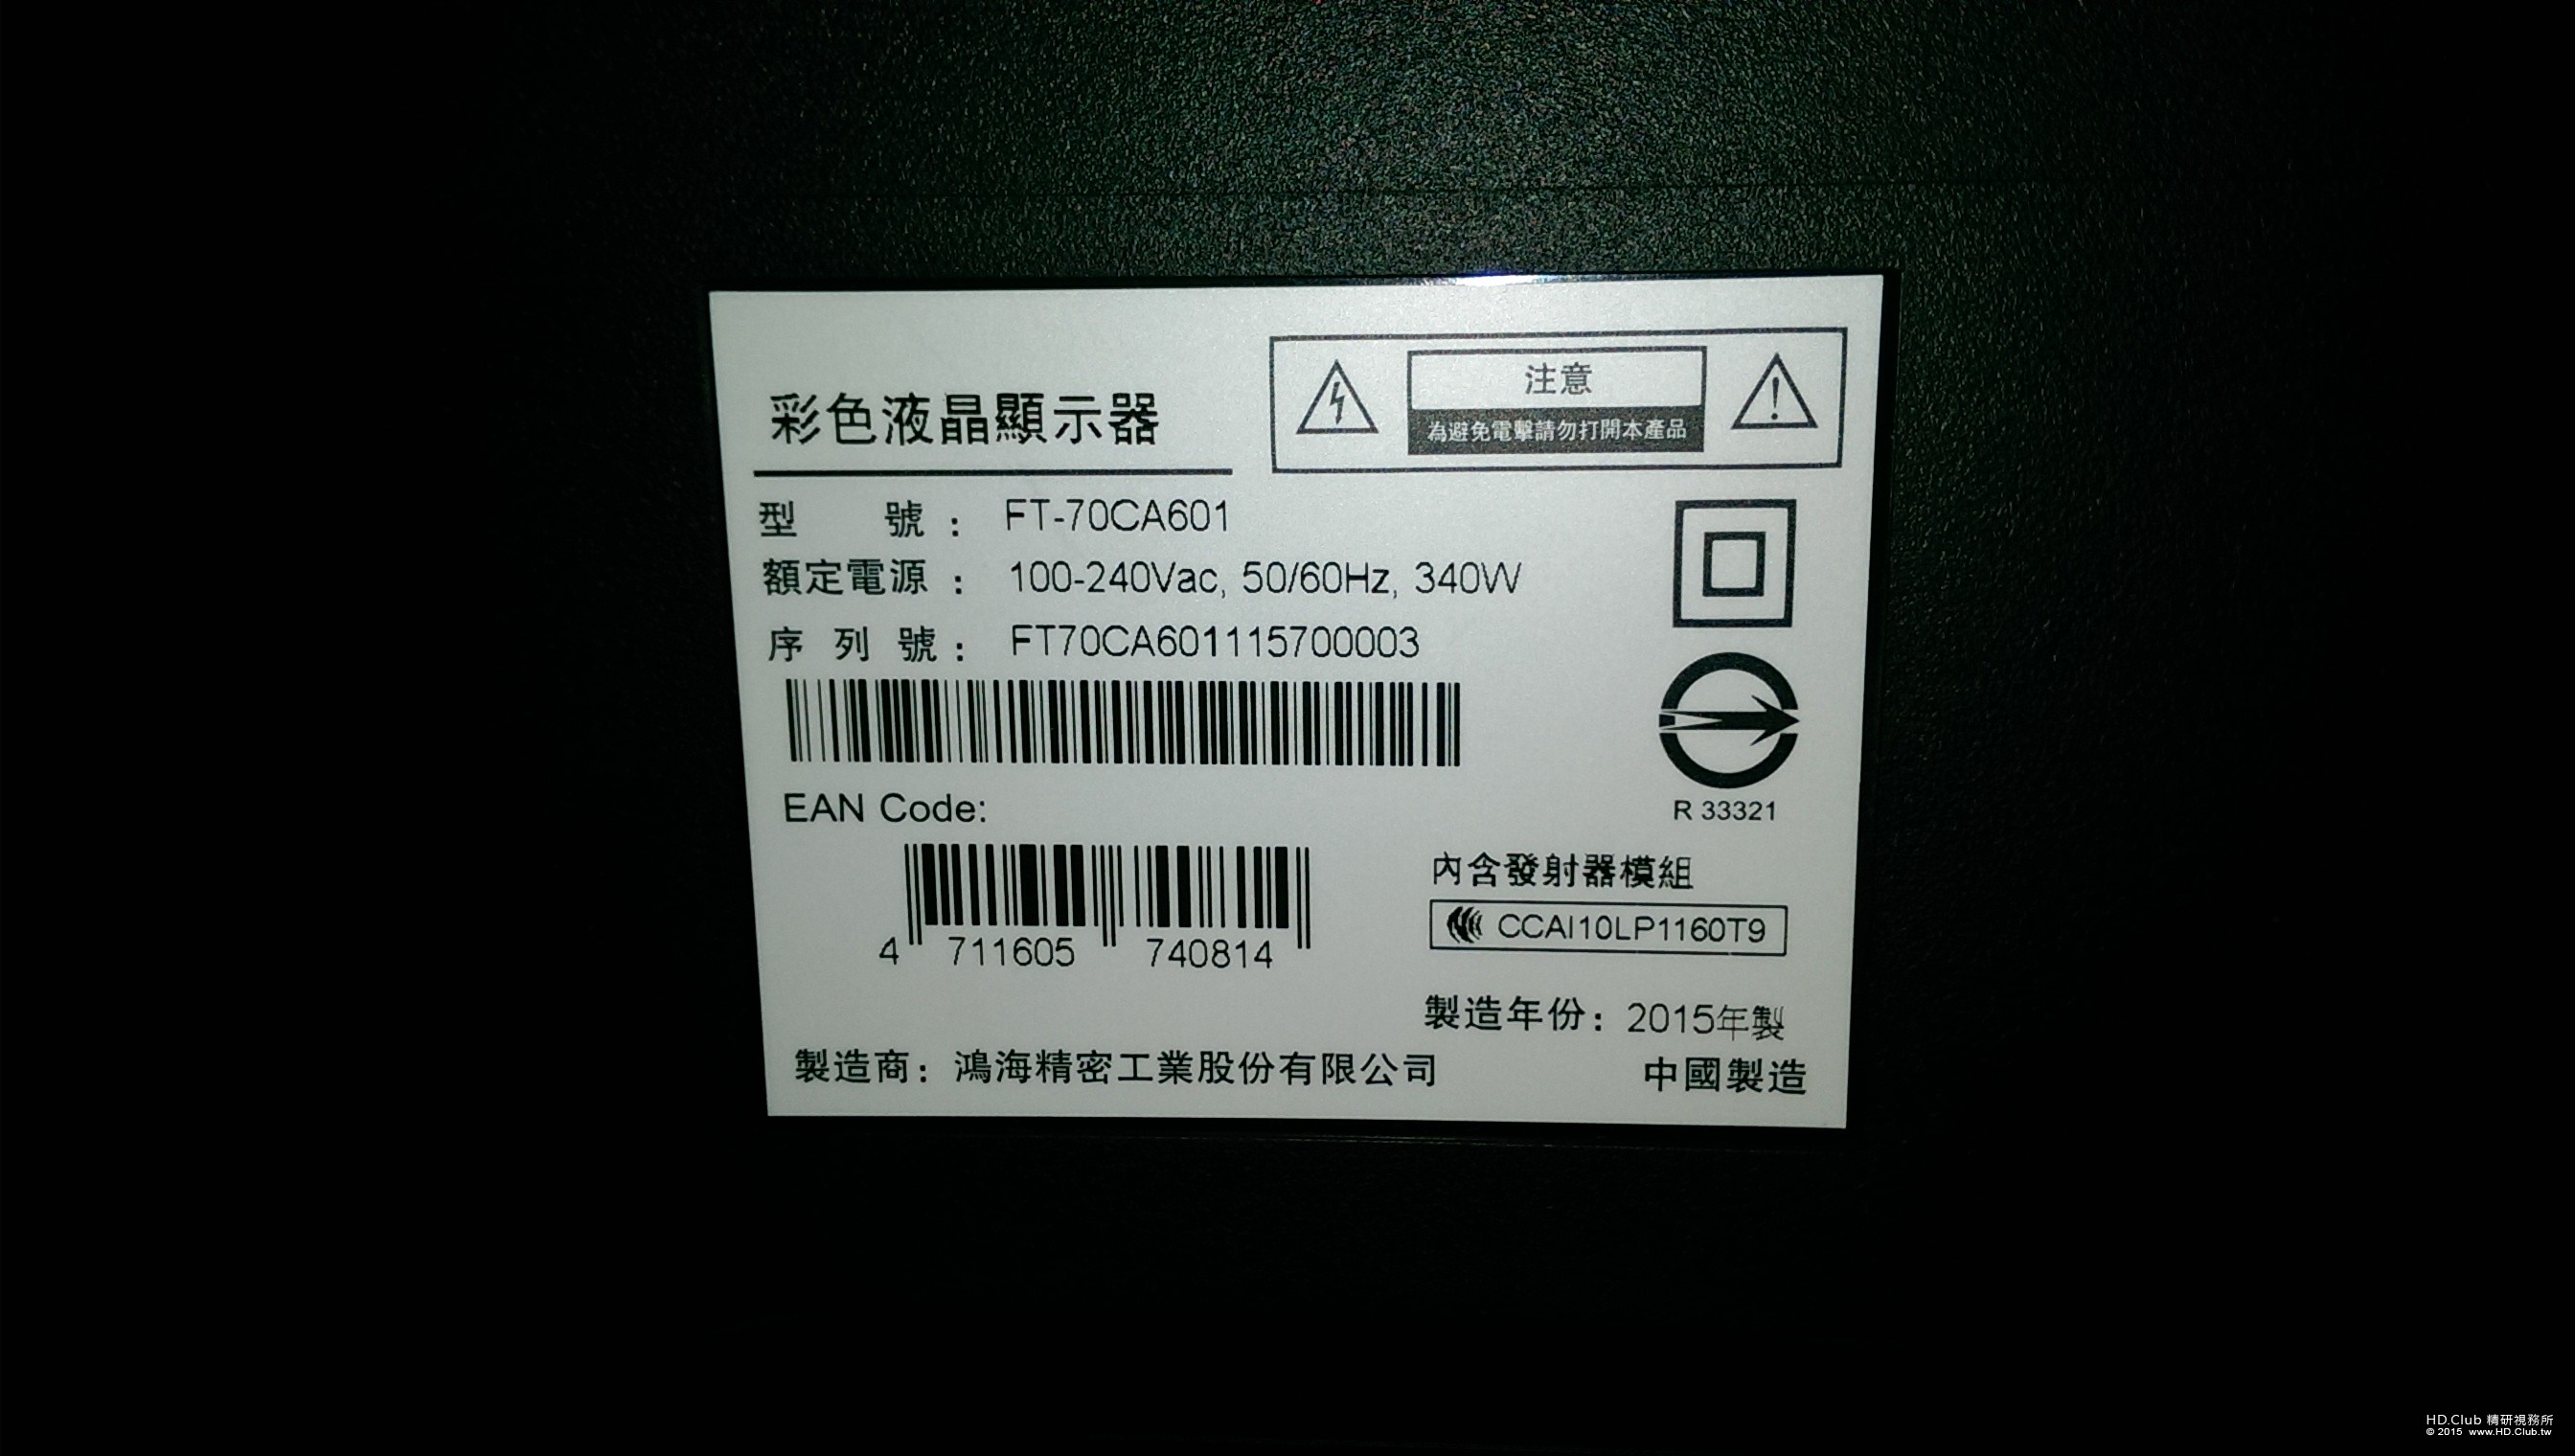 彩色液晶顯示器
注意
為避免電擊請勿打開本產品
型 號： FT-70CA601
額定電源： 100-240Vac, 50/60Hz, 340W
序列號： FT70CA601115700003
R 33321
EAN Code:
4 711605 740814
內含發射器模組
CCAI10LP1160T9
製造年份：2015年製
製造商：鴻海精密工業股份有限公司
中國製造
HD.Club 精研視務所
© 2015 www.HD.Club.tw